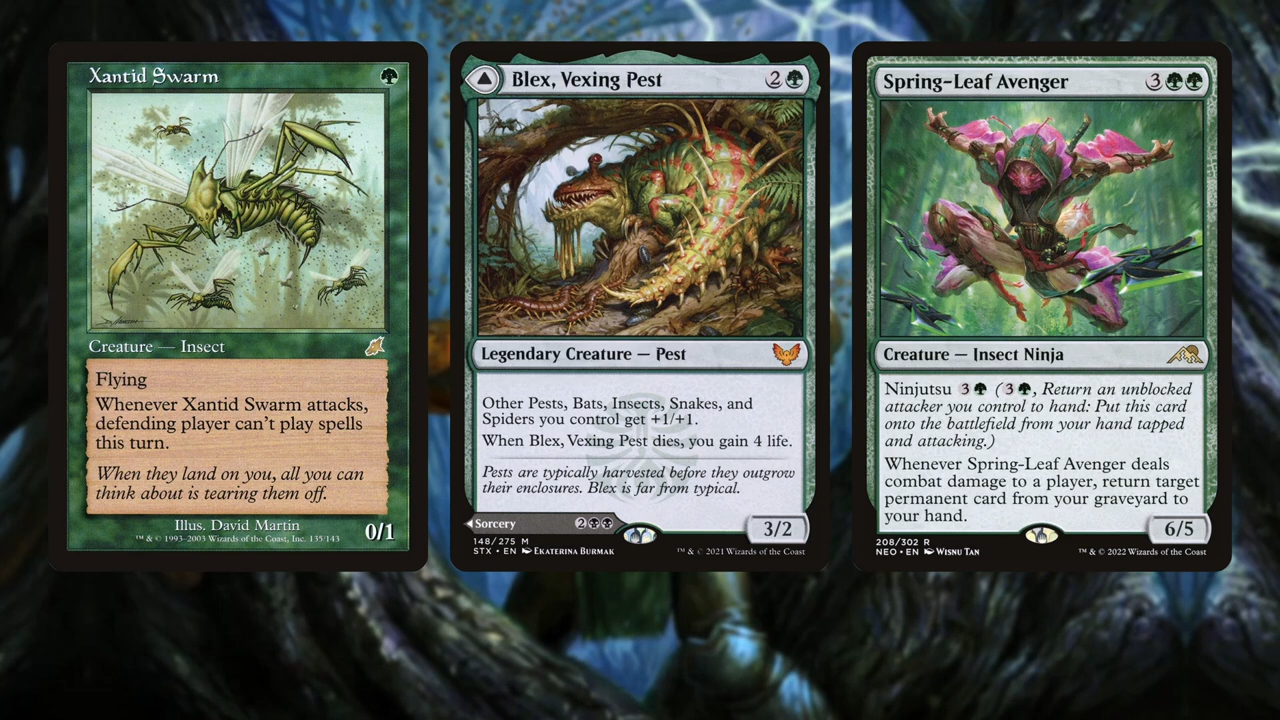 Xantid Swarm
Creature — Insect
Flying
Whenever Xantid Swarm attacks,
defending player can't play spells
this turn.
When they land on you, all you can
think about is tearing them off.
Illus. David Martin
0/1
™ & © 1993–2003 Wizards of the Coast, Inc. 135/143
Blex, Vexing Pest
2
Legendary Creature — Pest
Other Pests, Bats, Insects, Snakes, and
Spiders you control get +1/+1.
When Blex, Vexing Pest dies, you gain 4 life.
Pests are typically harvested before they outgrow
their enclosures. Blex is far from typical.
Sorcery
2
3/2
148/275 M
STX • EN Ekaterina Burmak
™ & © 2021 Wizards of the Coast
Spring-Leaf Avenger
3
Creature — Insect Ninja
Ninjutsu 3 (3, Return an unblocked
attacker you control to hand: Put this card
onto the battlefield from your hand tapped
and attacking.)
Whenever Spring-Leaf Avenger deals
combat damage to a player, return target
permanent card from your graveyard to
your hand.
6/5
208/302 R
NEO • EN Wisnu Tan
™ & © 2022 Wizards of the Coast